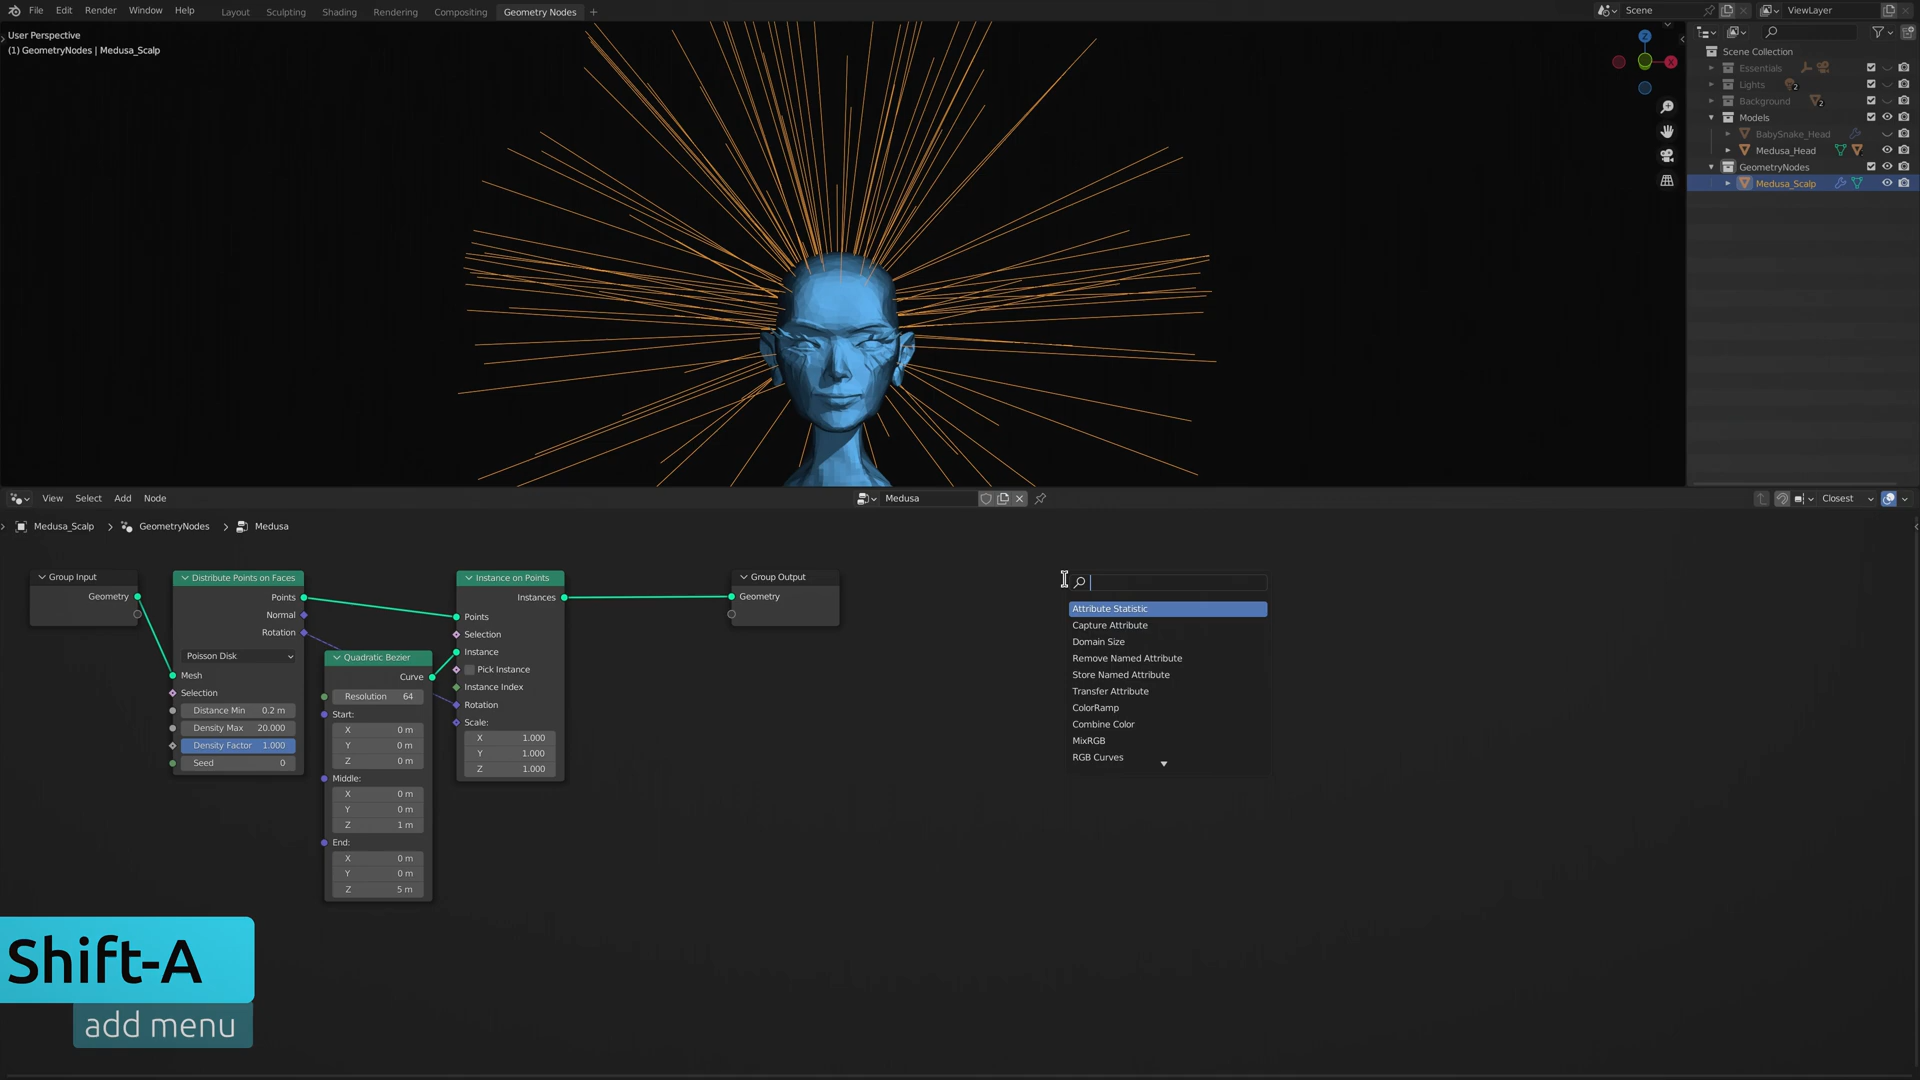 File Edit Render Window Help Layout Sculpting Shading Rendering Compositing Geometry Nodes + Scene ViewLayer
User Perspective
(1) GeometryNodes | Medusa_Scalp
Z
X
Scene Collection
Essentials
Lights 2
Background 2
Models
BabySnake_Head
Medusa_Head
GeometryNodes
Medusa_Scalp
View Select Add Node Medusa Closest
Medusa_Scalp > GeometryNodes > Medusa
Group Input
Geometry
Distribute Points on Faces
Points
Normal
Rotation
Poisson Disk
Mesh
Selection
Distance Min 0.2 m
Density Max 20.000
Density Factor 1.000
Seed 0
Quadratic Bezier
Curve
Resolution 64
Start:
X 0 m
Y 0 m
Z 0 m
Middle:
X 0 m
Y 0 m
Z 1 m
End:
X 0 m
Y 0 m
Z 5 m
Instance on Points
Instances
Points
Selection
Instance
Pick Instance
Instance Index
Rotation
Scale:
X 1.000
Y 1.000
Z 1.000
Group Output
Geometry
Attribute Statistic
Capture Attribute
Domain Size
Remove Named Attribute
Store Named Attribute
Transfer Attribute
ColorRamp
Combine Color
MixRGB
RGB Curves
Shift-A
add menu